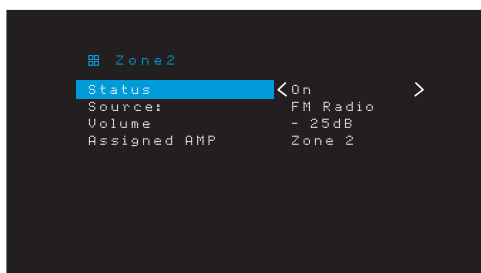 Zone2
Status < On >
Source: FM Radio
Volume - 25dB
Assigned AMP Zone 2